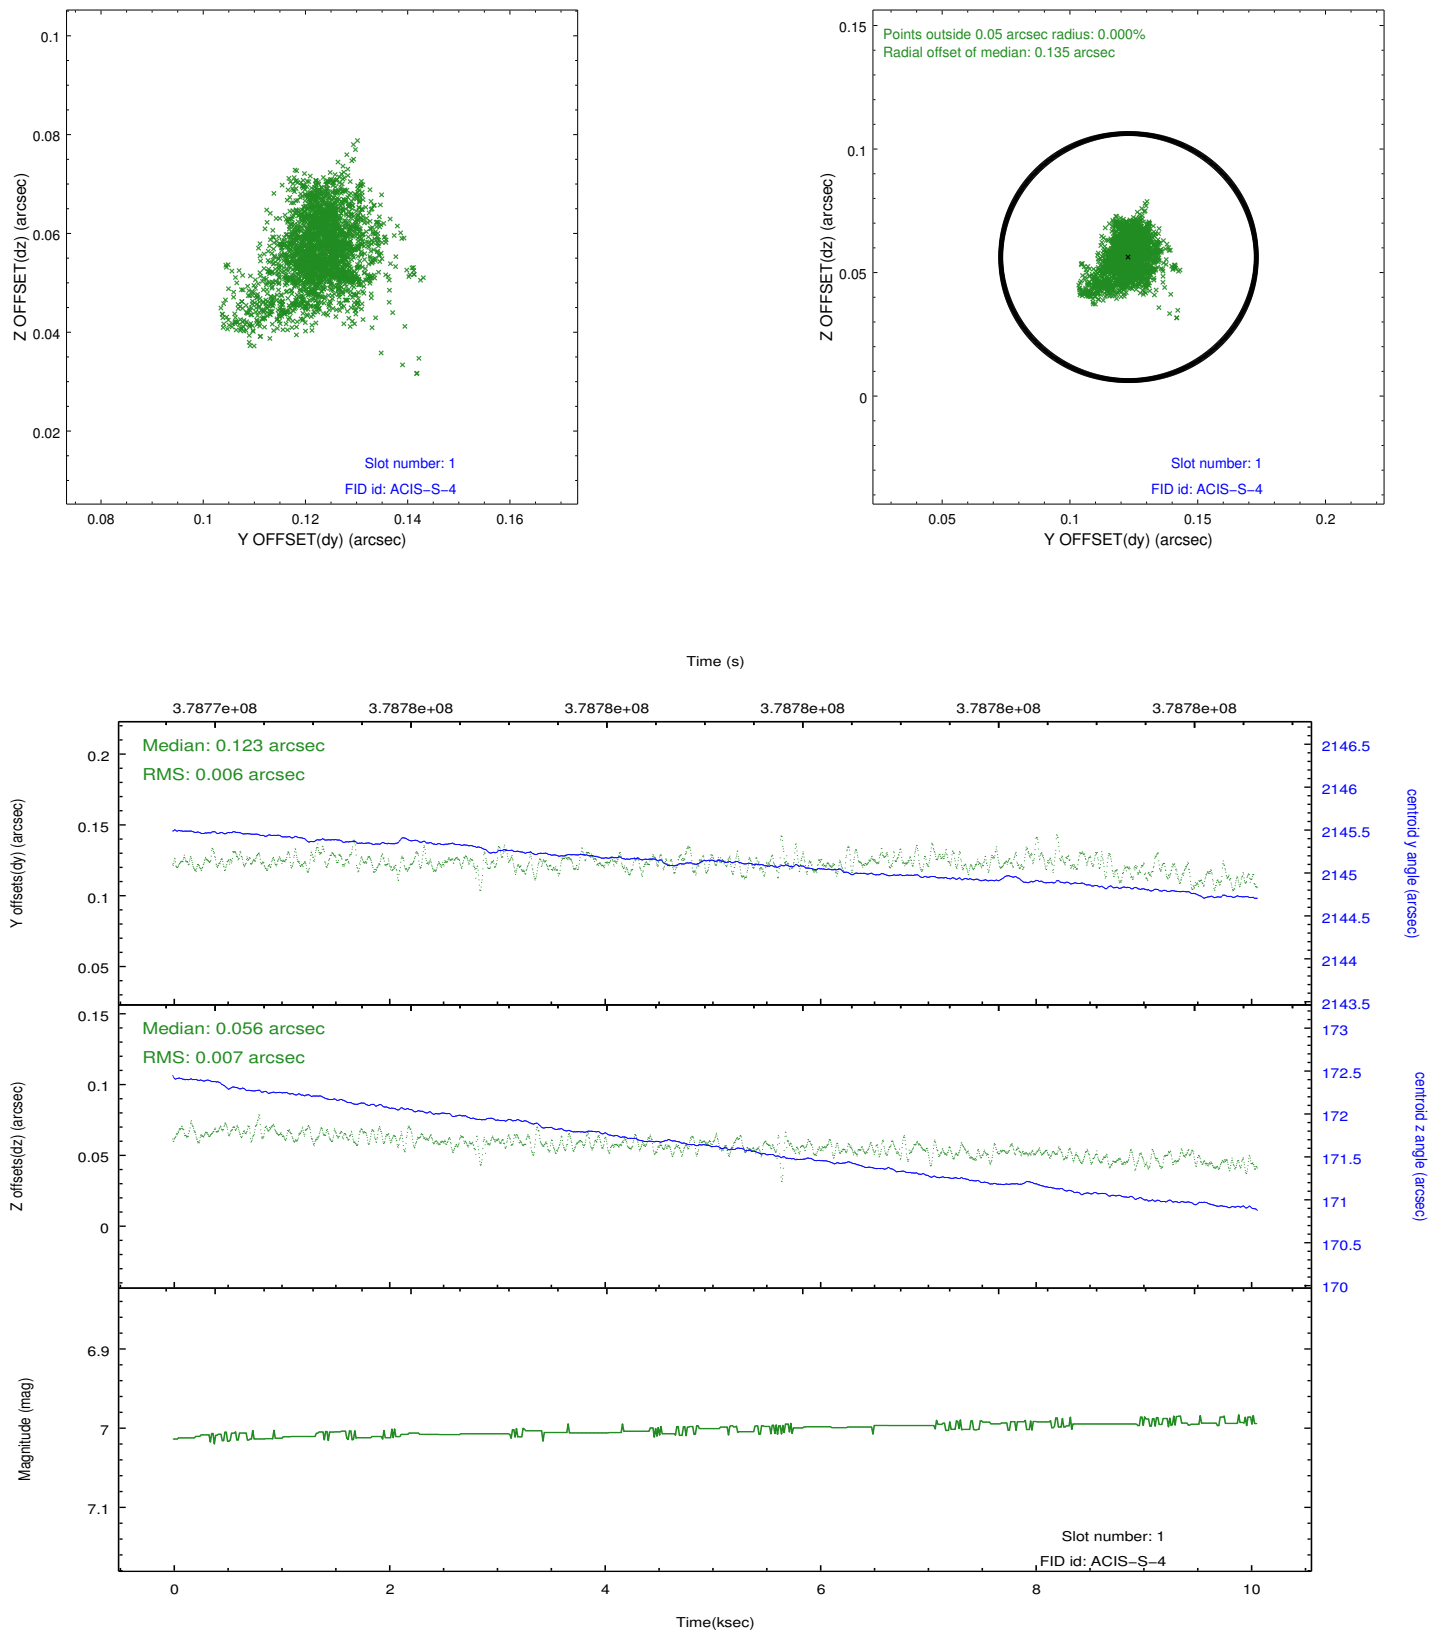 0.1
0.08
0.06
0.04
0.02
Z OFFSET(dz) (arcsec)
Slot number: 1
FID id: ACIS−S−4
0.08 0.1 0.12 0.14 0.16
Y OFFSET(dy) (arcsec)
Points outside 0.05 arcsec radius: 0.000%
Radial offset of median: 0.135 arcsec
0.15
0.1
0.05
0
Z OFFSET(dz) (arcsec)
Slot number: 1
FID id: ACIS−S−4
0.05 0.1 0.15 0.2
Y OFFSET(dy) (arcsec)
Time (s)
3.7877e+08 3.7878e+08 3.7878e+08 3.7878e+08 3.7878e+08 3.7878e+08
Median: 0.123 arcsec
RMS: 0.006 arcsec
0.2
0.15
0.1
0.05
Y offsets(dy) (arcsec)
2146.5
2146
2145.5
2145
2144.5
2144
2143.5
centroid y angle (arcsec)
Median: 0.056 arcsec
RMS: 0.007 arcsec
0.15
0.1
0.05
0
Z offsets(dz) (arcsec)
173
172.5
172
171.5
171
170.5
170
centroid z angle (arcsec)
6.9
7
7.1
Magnitude (mag)
Slot number: 1
FID id: ACIS−S−4
0 2 4 6 8 10
Time(ksec)